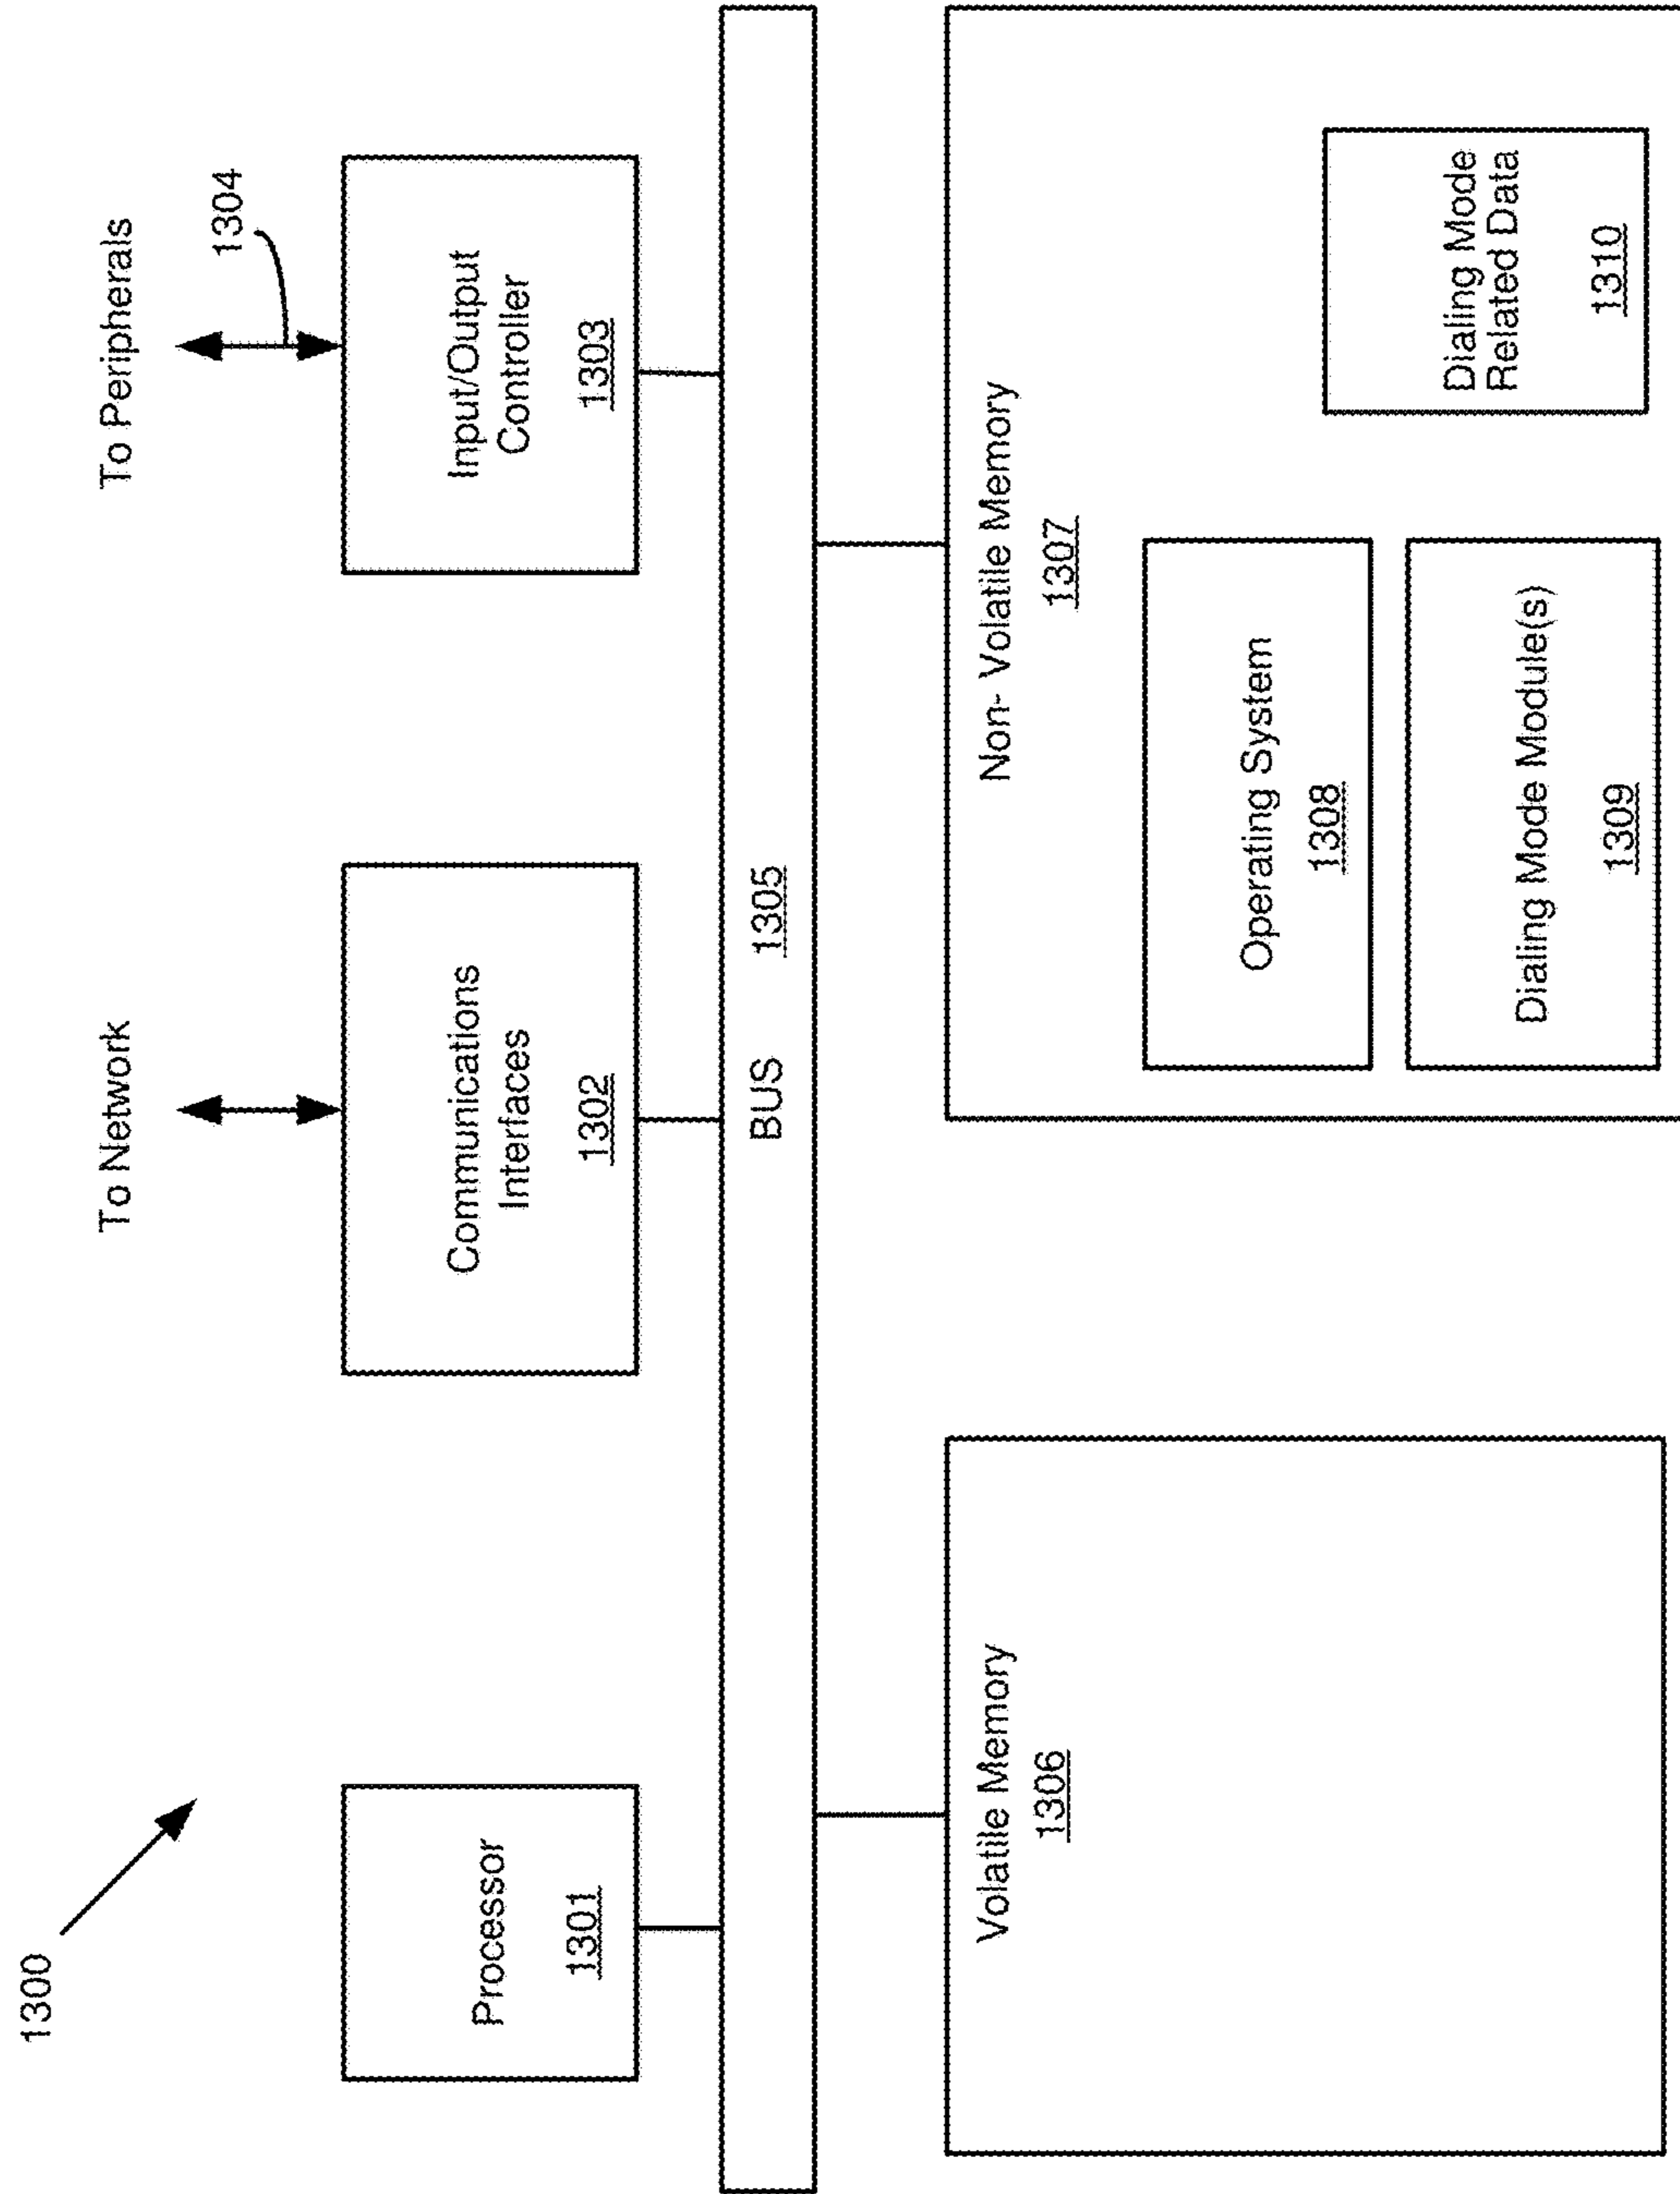 1300
To Network
To Peripherals
1304
Processor
1301
Communications
Interfaces
1302
Input/Output
Controller
1303
BUS 1305
Volatile Memory
1306
Non- Volatile Memory
1307
Operating System
1308
Dialing Mode Module(s)
1309
Dialing Mode
Related Data
1310